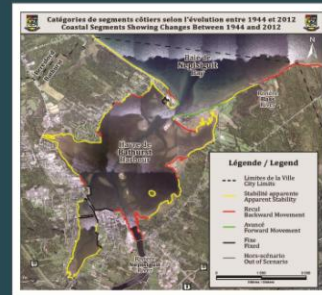 Catégories de segments côtiers selon l'évolution entre 1944 et 2012
Coastal Segments Showing Changes Between 1944 and 2012
Baie de
Nepisiguit
Bay
Havre de
Bathurst
Harbour
Légende / Legend
Limites de la Ville
City Limits
Stabilité apparente
Apparent Stability
Recul
Backward Movement
Avancé
Forward Movement
Fixe
Fixed
Hors-scénario
Out of Scenario